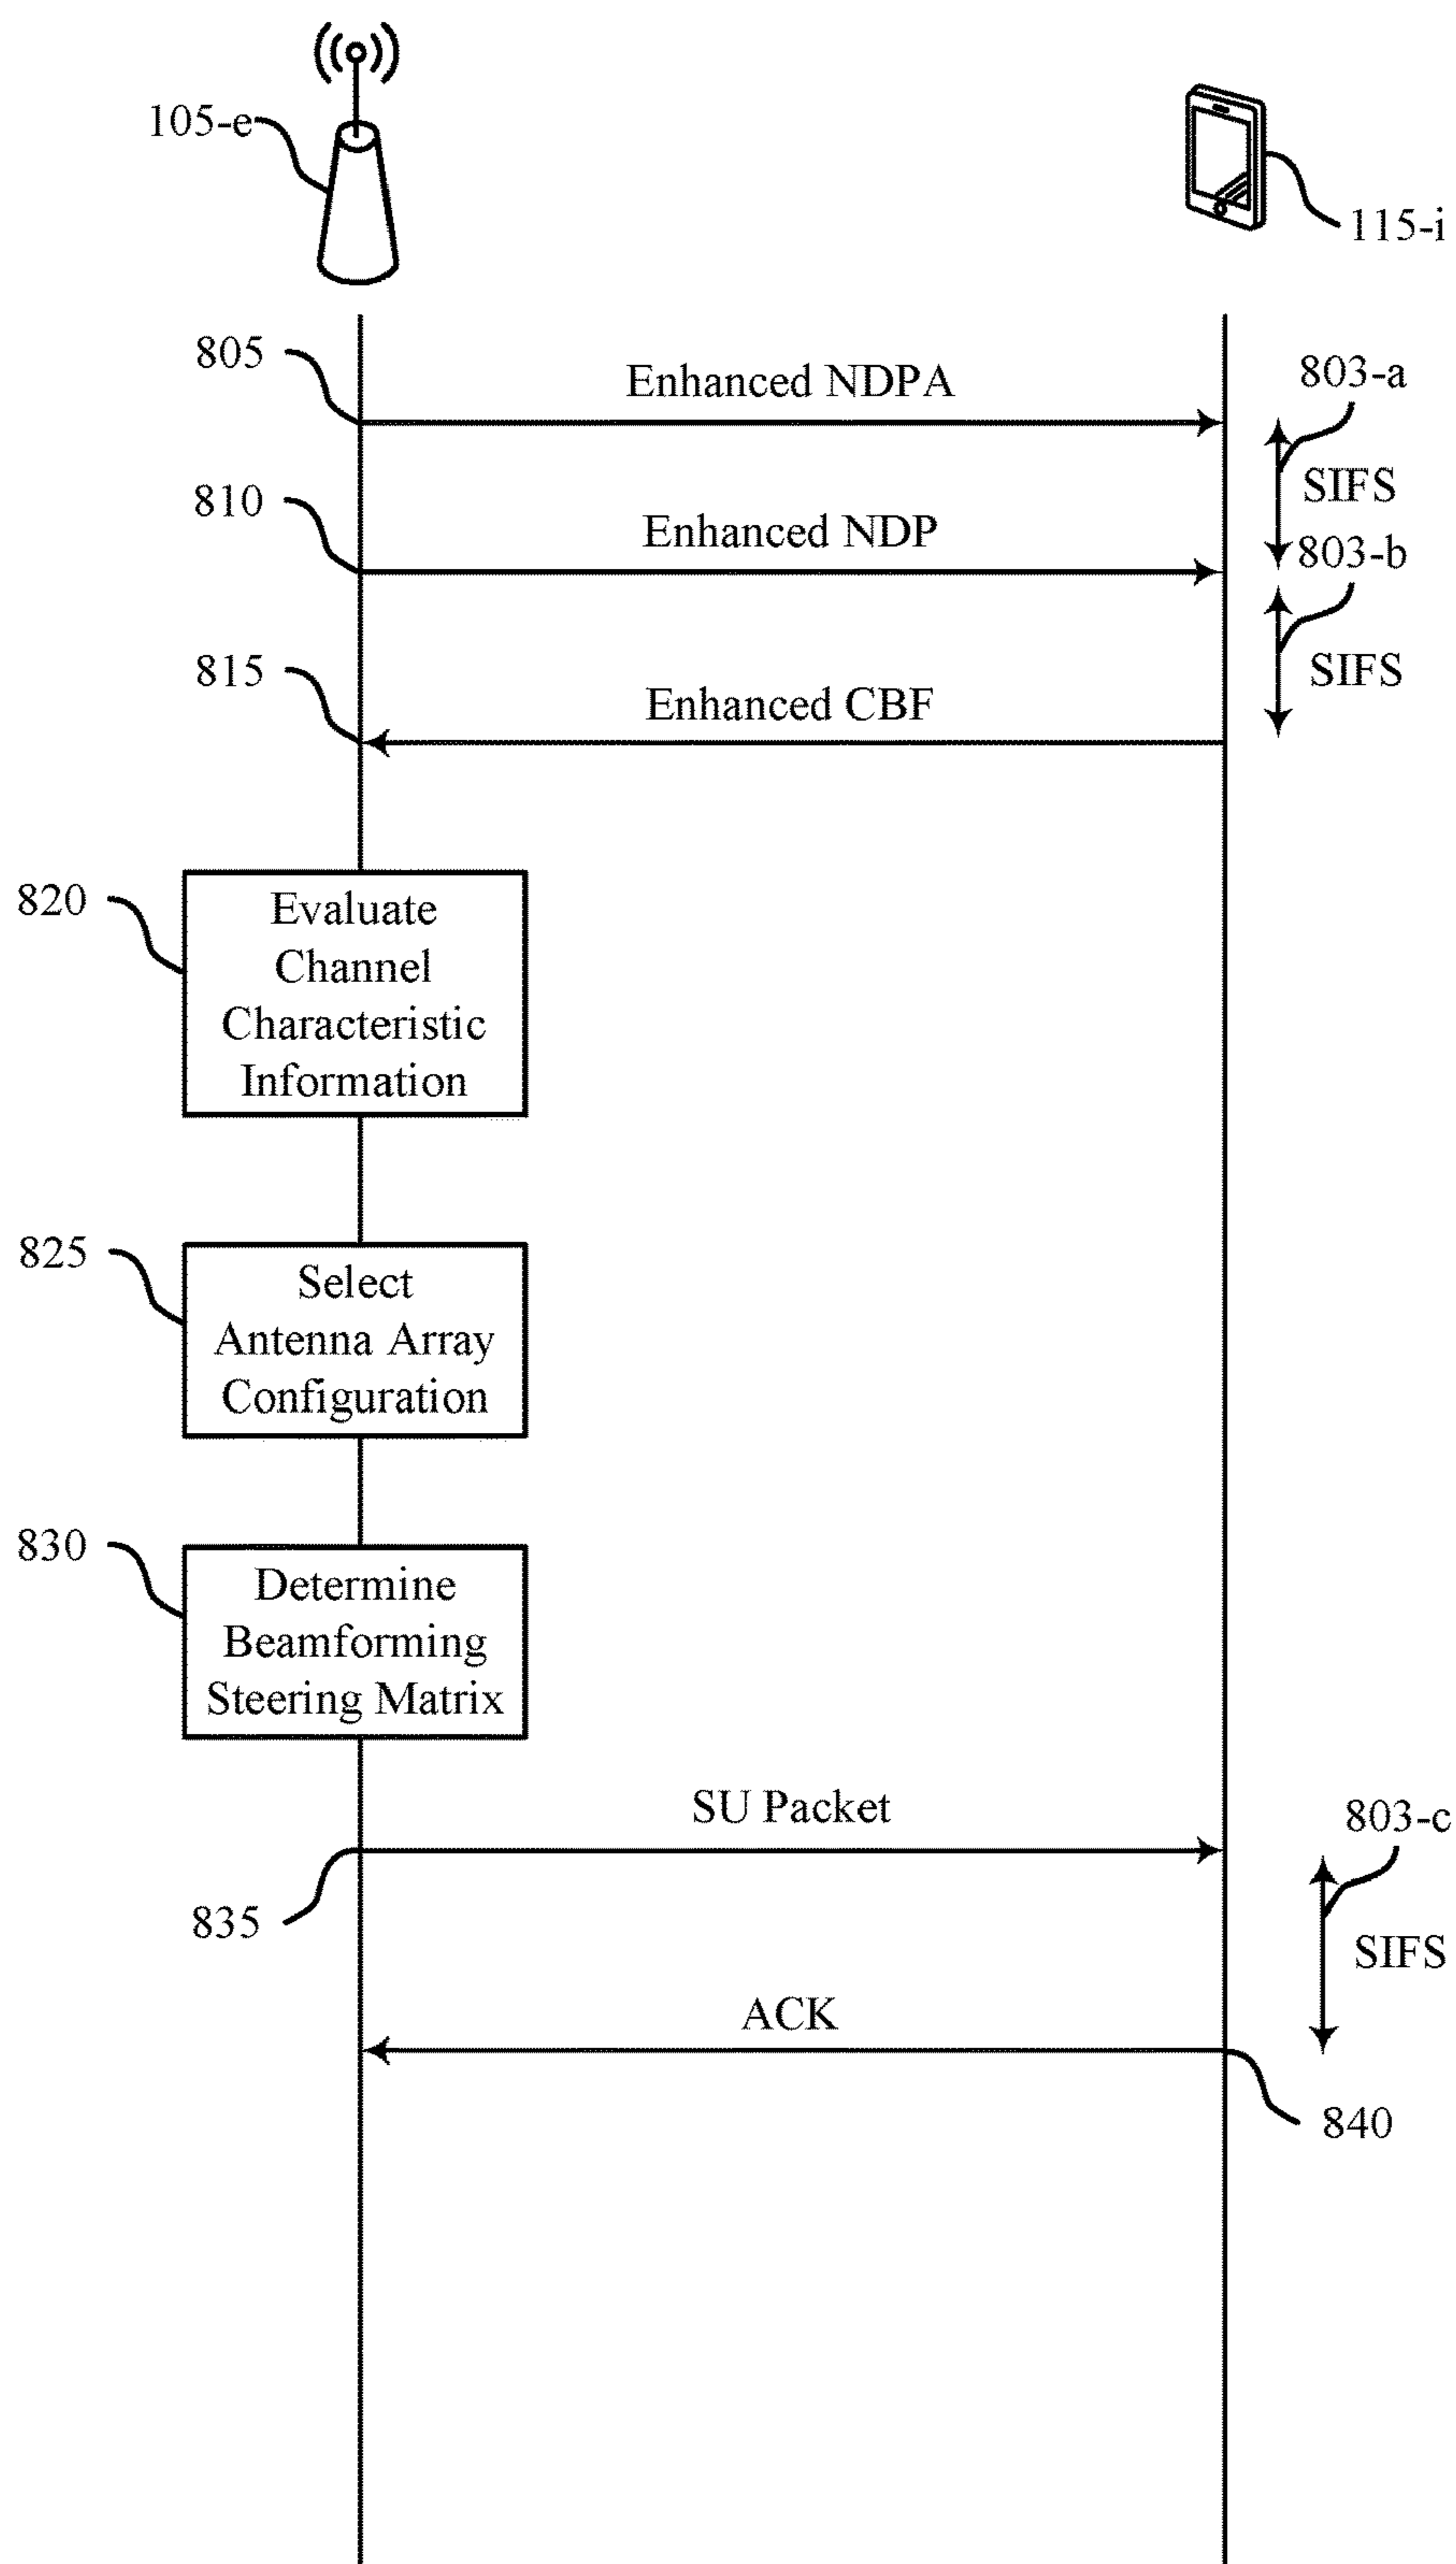 105-e
115-i
805
Enhanced NDPA
803-a
SIFS
810
Enhanced NDP
803-b
SIFS
815
Enhanced CBF
820
Evaluate
Channel
Characteristic
Information
825
Select
Antenna Array
Configuration
830
Determine
Beamforming
Steering Matrix
SU Packet
803-c
835
SIFS
ACK
840